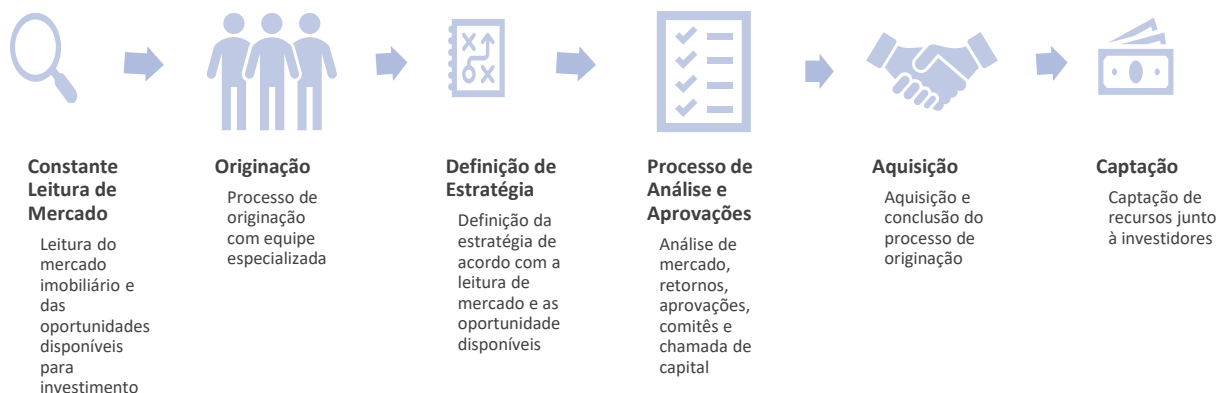 Constante
Leitura de
Mercado
Leitura do
mercado
imobiliário e
das
oportunidades
disponíveis
para
investimento
Originação
Processo de
originação
com equipe
especializada
Definição de
Estratégia
Definição da
estratégia de
acordo com a
leitura de
mercado e as
oportunidade
disponíveis
Processo de
Análise e
Aprovações
Análise de
mercado,
retornos,
aprovações,
comitês e
chamada de
capital
Aquisição
Aquisição e
conclusão do
processo de
originação
Captação
Captação de
recursos junto
à investidores